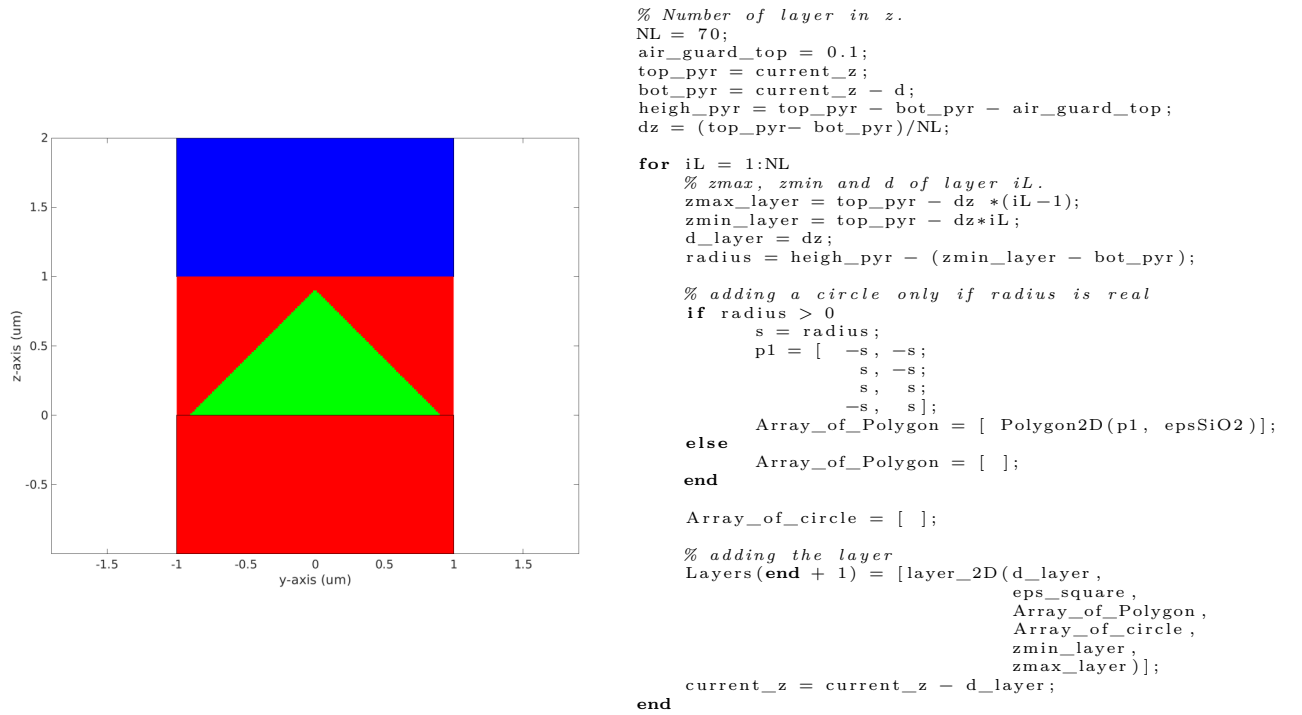 2
1.5
1
0.5
0
-0.5
-1.5
-1
-0.5
0
0.5
1
1.5
y-axis (um)
z-axis (um)
% Number of layer in z.
NL = 70;
air_guard_top = 0.1;
top_pyr = current_z;
bot_pyr = current_z − d;
heigh_pyr = top_pyr − bot_pyr − air_guard_top;
dz = (top_pyr− bot_pyr)/NL;
for iL = 1:NL
% zmax, zmin and d of layer iL.
zmax_layer = top_pyr − dz *(iL−1);
zmin_layer = top_pyr − dz*iL;
d_layer = dz;
radius = heigh_pyr − (zmin_layer − bot_pyr);
% adding a circle only if radius is real
if radius > 0
s = radius;
p1 = [ −s, −s;
s, −s;
s, s;
−s, s];
Array_of_Polygon = [ Polygon2D(p1, epsSiO2)];
else
Array_of_Polygon = [ ];
end
Array_of_circle = [ ];
% adding the layer
Layers(end + 1) = [layer_2D(d_layer,
eps_square,
Array_of_Polygon,
Array_of_circle,
zmin_layer,
zmax_layer)];
current_z = current_z − d_layer;
end